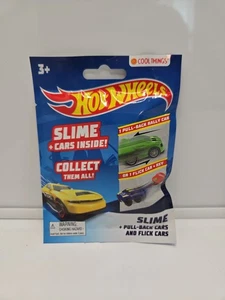 3+
COOL THINGS!
HOT WHEELS
SLIME
+ CARS INSIDE!
COLLECT
THEM ALL!
1 PULL-BACK RALLY CAR
OR 1 FLICK CAR
WARNING:
SLIME
+ PULL-BACK CARS
AND FLICK CARS